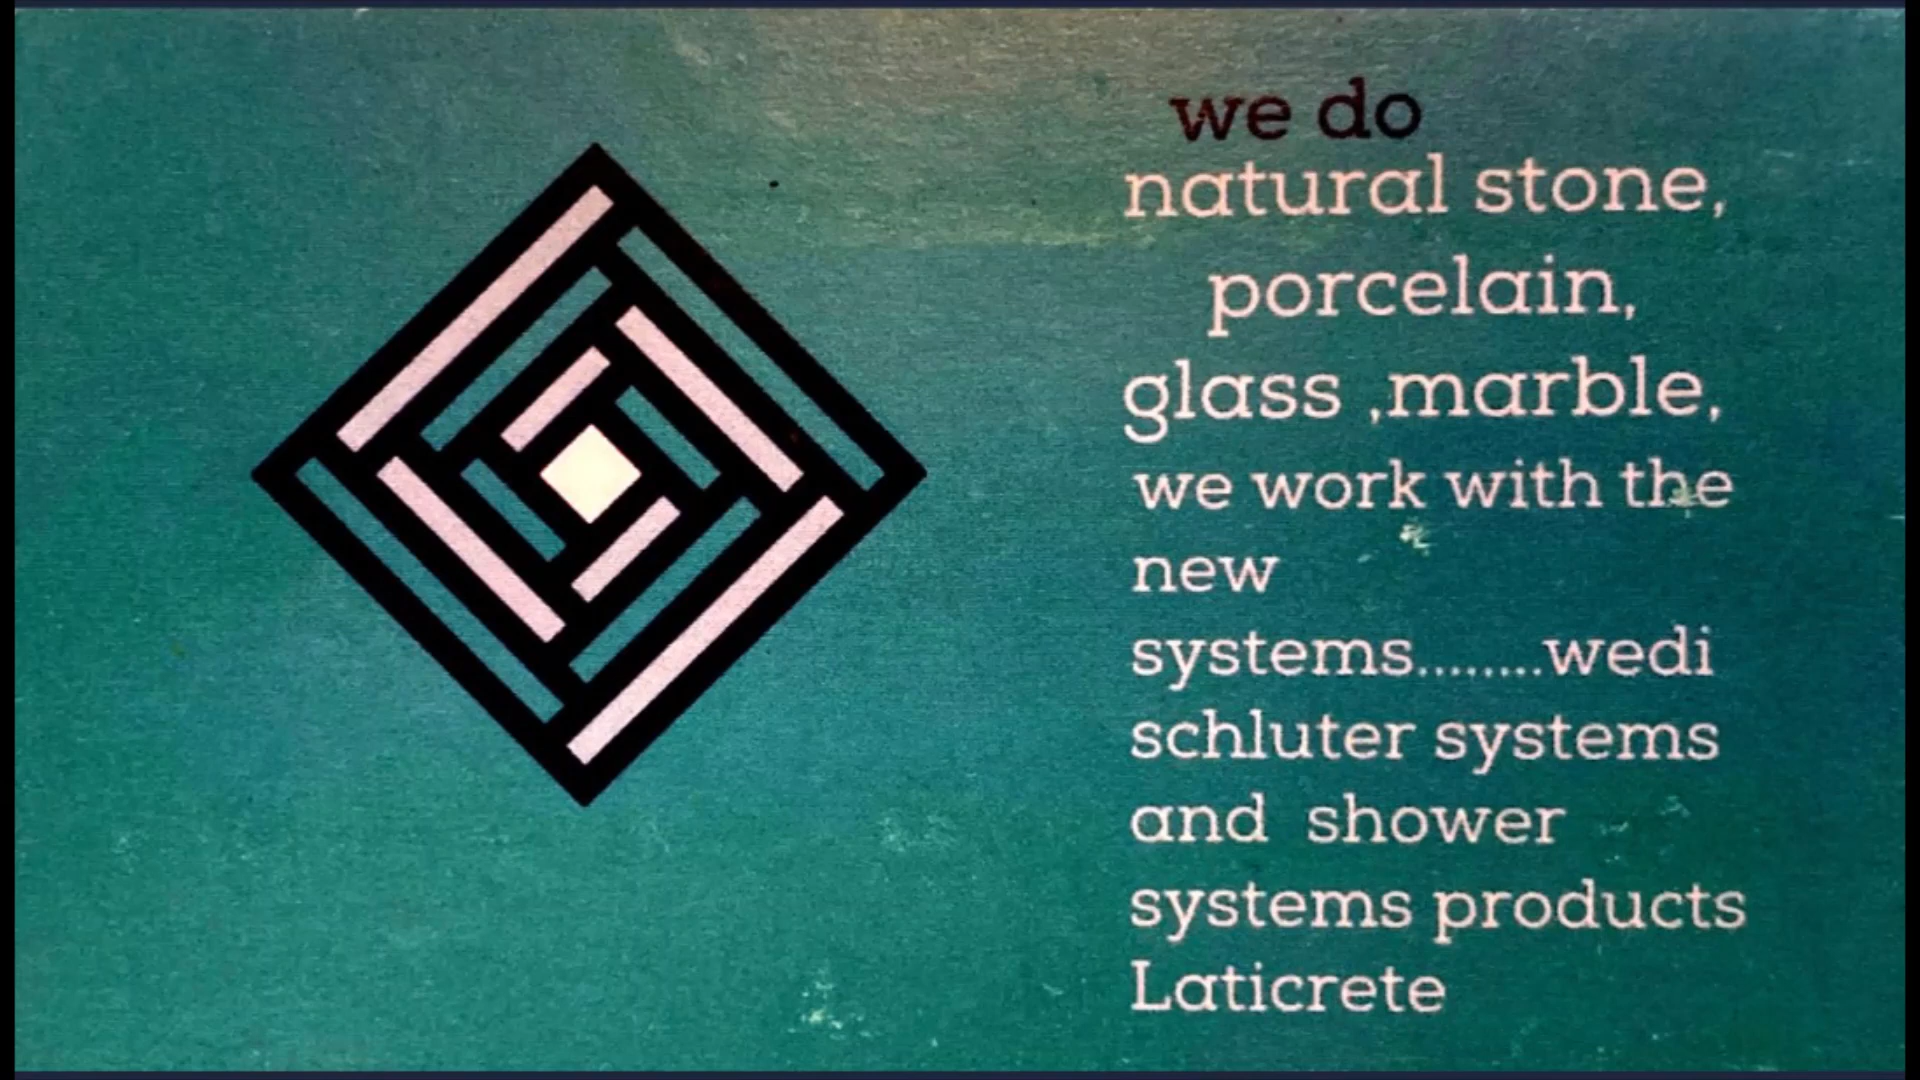 we do
natural stone,
porcelain,
glass ,marble,
we work with the
new
systems........wedi
schluter systems
and shower
systems products
Laticrete